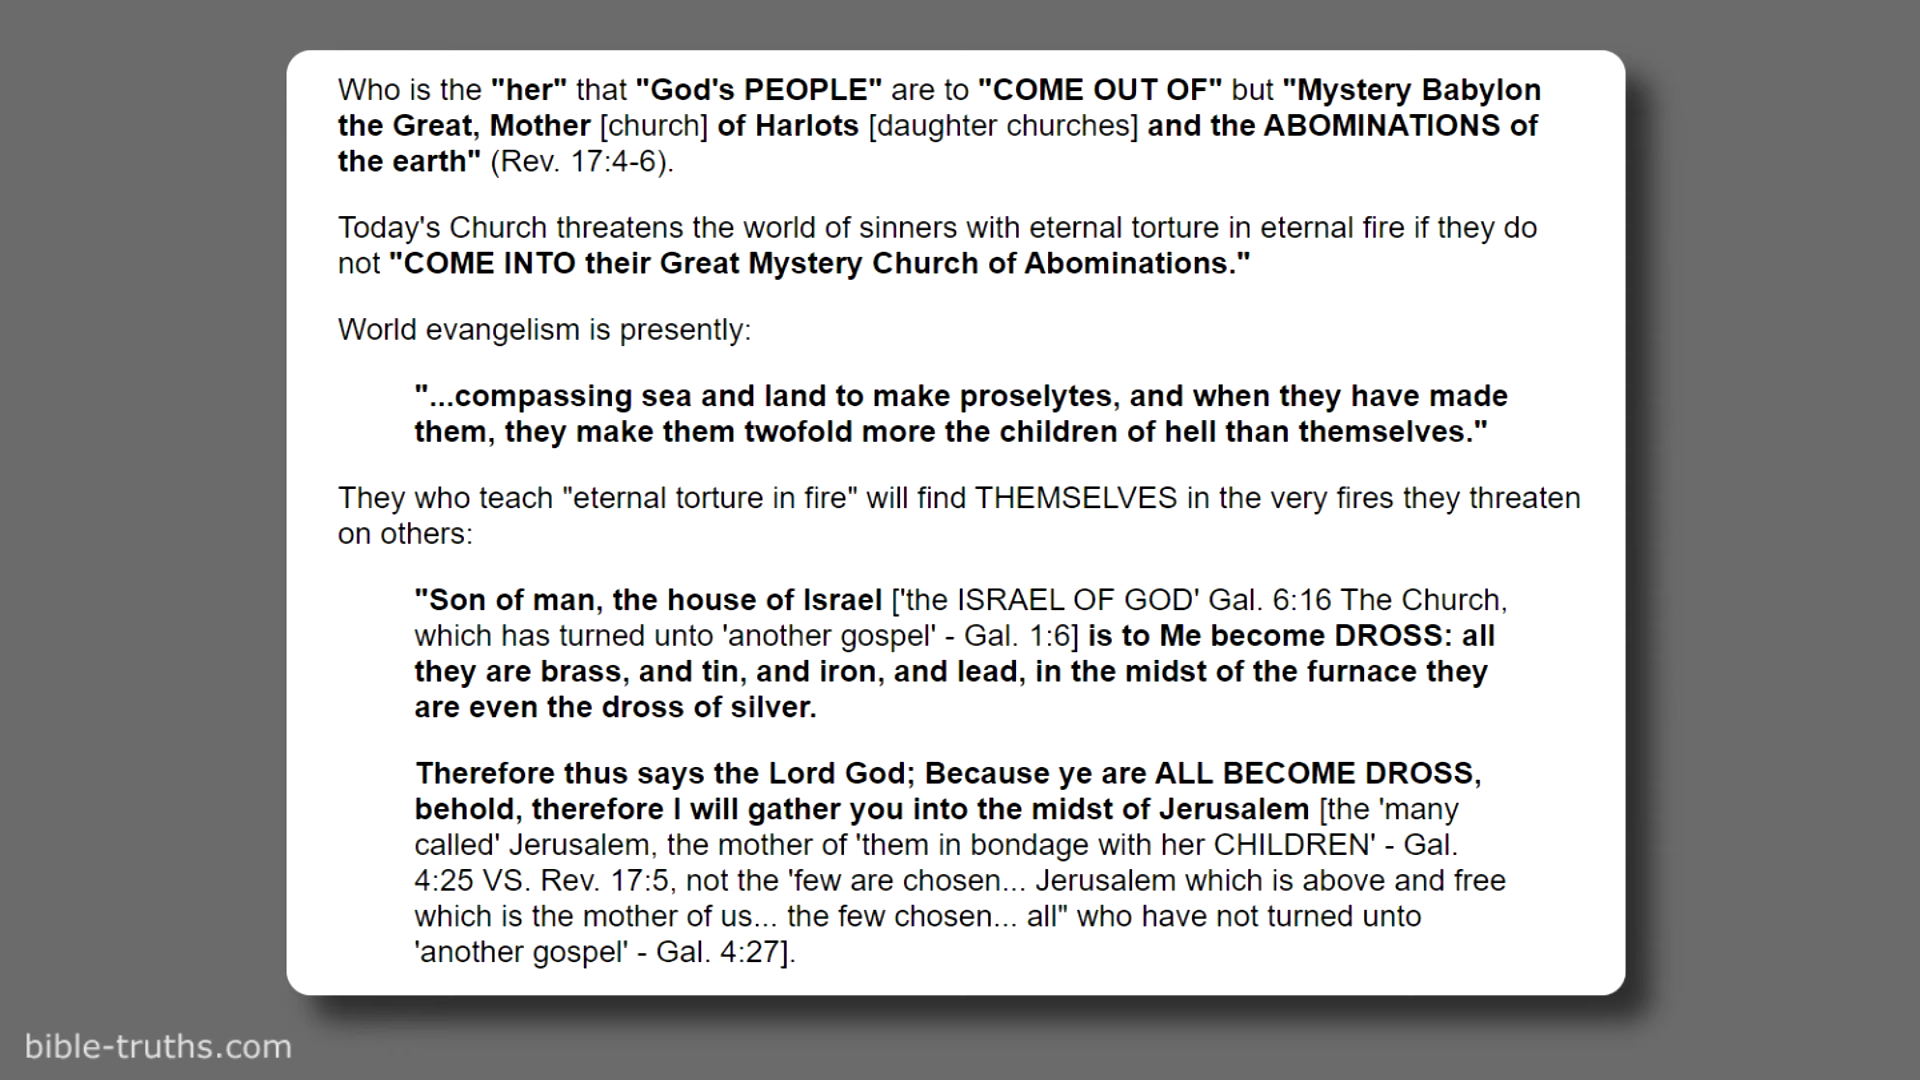 Who is the "her" that "God's PEOPLE" are to "COME OUT OF" but "Mystery Babylon
the Great, Mother [church] of Harlots [daughter churches] and the ABOMINATIONS of
the earth" (Rev. 17:4-6).
Today's Church threatens the world of sinners with eternal torture in eternal fire if they do
not "COME INTO their Great Mystery Church of Abominations."
World evangelism is presently:
"...compassing sea and land to make proselytes, and when they have made
them, they make them twofold more the children of hell than themselves."
They who teach "eternal torture in fire" will find THEMSELVES in the very fires they threaten
on others:
"Son of man, the house of Israel ['the ISRAEL OF GOD' Gal. 6:16 The Church,
which has turned unto 'another gospel' - Gal. 1:6] is to Me become DROSS: all
they are brass, and tin, and iron, and lead, in the midst of the furnace they
are even the dross of silver.
Therefore thus says the Lord God; Because ye are ALL BECOME DROSS,
behold, therefore I will gather you into the midst of Jerusalem [the 'many
called' Jerusalem, the mother of 'them in bondage with her CHILDREN' - Gal.
4:25 VS. Rev. 17:5, not the 'few are chosen... Jerusalem which is above and free
which is the mother of us... the few chosen... all" who have not turned unto
'another gospel' - Gal. 4:27].
bible-truths.com